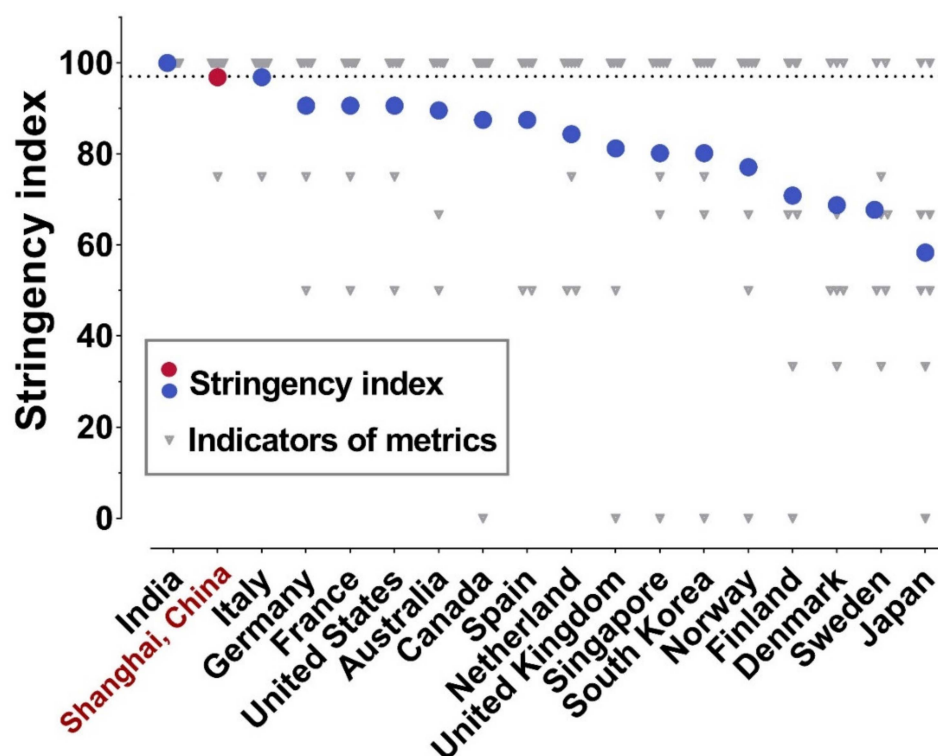 Stringency index
100
80
60
40
20
0
Stringency index
Indicators of metrics
India
Shanghai, China
Italy
Germany
France
United States
Australia
Canada
Spain
Netherland
United Kingdom
Singapore
South Korea
Norway
Finland
Denmark
Sweden
Japan